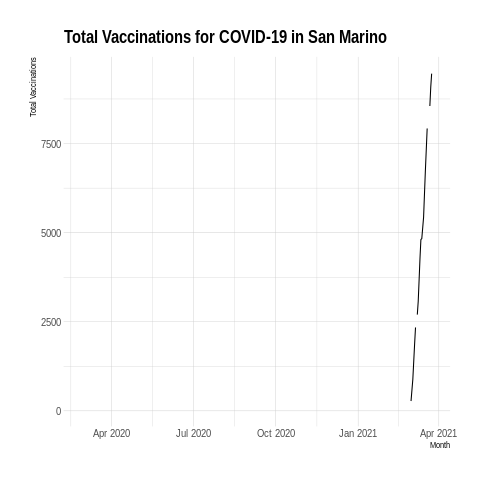 Total Vaccinations for COVID-19 in San Marino
Total Vaccinations
7500
5000
2500
0
Apr 2020 Jul 2020 Oct 2020 Jan 2021 Apr 2021
Month